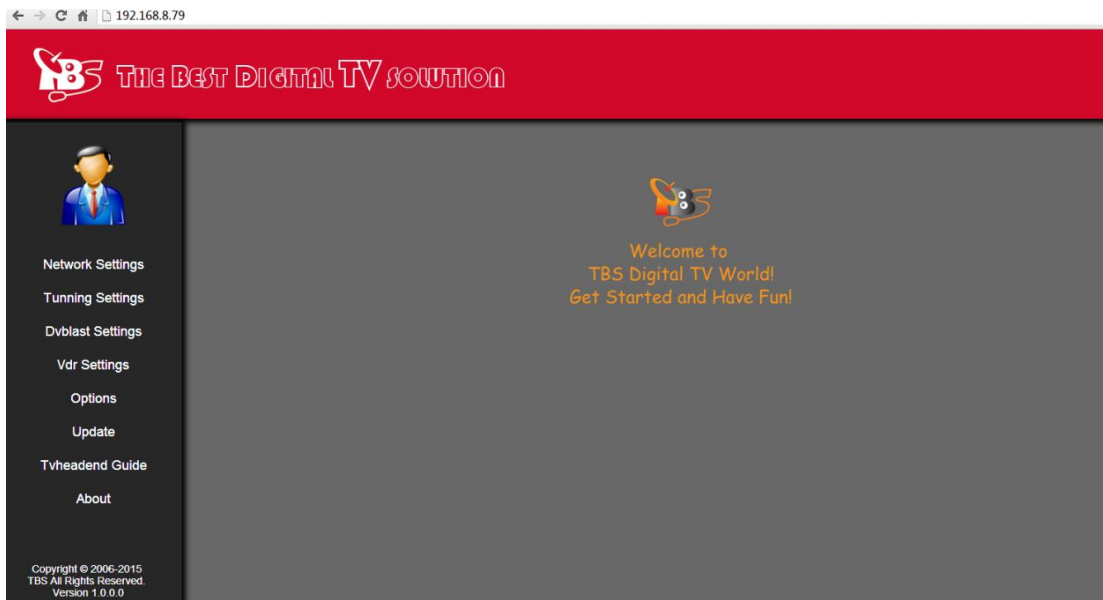 192.168.8.79
TBS The Best Digital TV solution
TBS
Welcome to
TBS Digital TV World!
Get Started and Have Fun!
Network Settings
Tunning Settings
Dvblast Settings
Vdr Settings
Options
Update
Tvheadend Guide
About
Copyright © 2006-2015
TBS All Rights Reserved.
Version 1.0.0.0